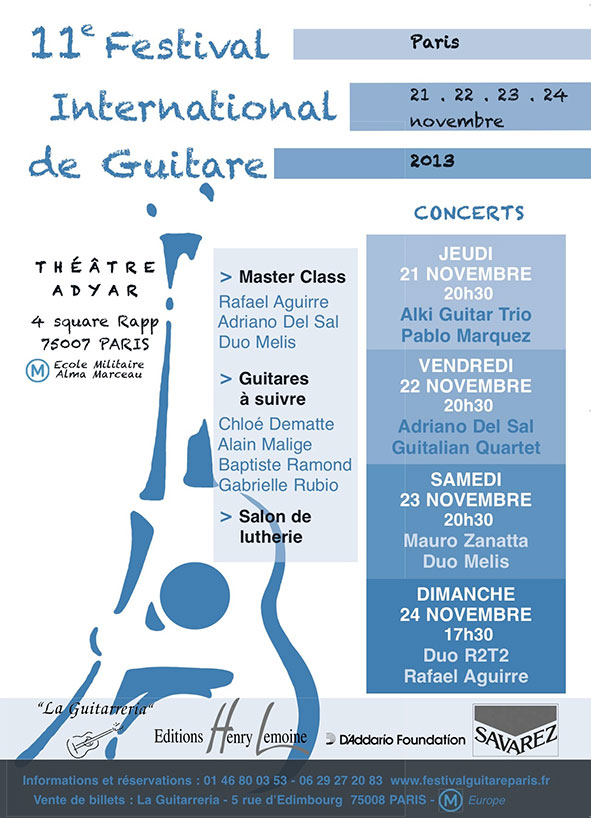 11e Festival
International
de Guitare
Paris
21 . 22 . 23 . 24
novembre
2013
THÉÂTRE
ADYAR
4 square Rapp
75007 PARIS
M Ecole Militaire
Alma Marceau
> Master Class
Rafael Aguirre
Adriano Del Sal
Duo Melis
> Guitares
à suivre
Chloé Dematte
Alain Malige
Baptiste Ramond
Gabrielle Rubio
> Salon de
lutherie
CONCERTS
JEUDI
21 NOVEMBRE
20h30
Alki Guitar Trio
Pablo Marquez
VENDREDI
22 NOVEMBRE
20h30
Adriano Del Sal
Guitalian Quartet
SAMEDI
23 NOVEMBRE
20h30
Mauro Zanatta
Duo Melis
DIMANCHE
24 NOVEMBRE
17h30
Duo R2T2
Rafael Aguirre
"La Guitarreria"
Editions Henry Lemoine
D'Addario Foundation
SAVAREZ
Informations et réservations : 01 46 80 03 53 - 06 29 27 20 83 www.festivalguitareparis.fr
Vente de billets : La Guitarreria - 5 rue d'Edimbourg 75008 PARIS - M Europe